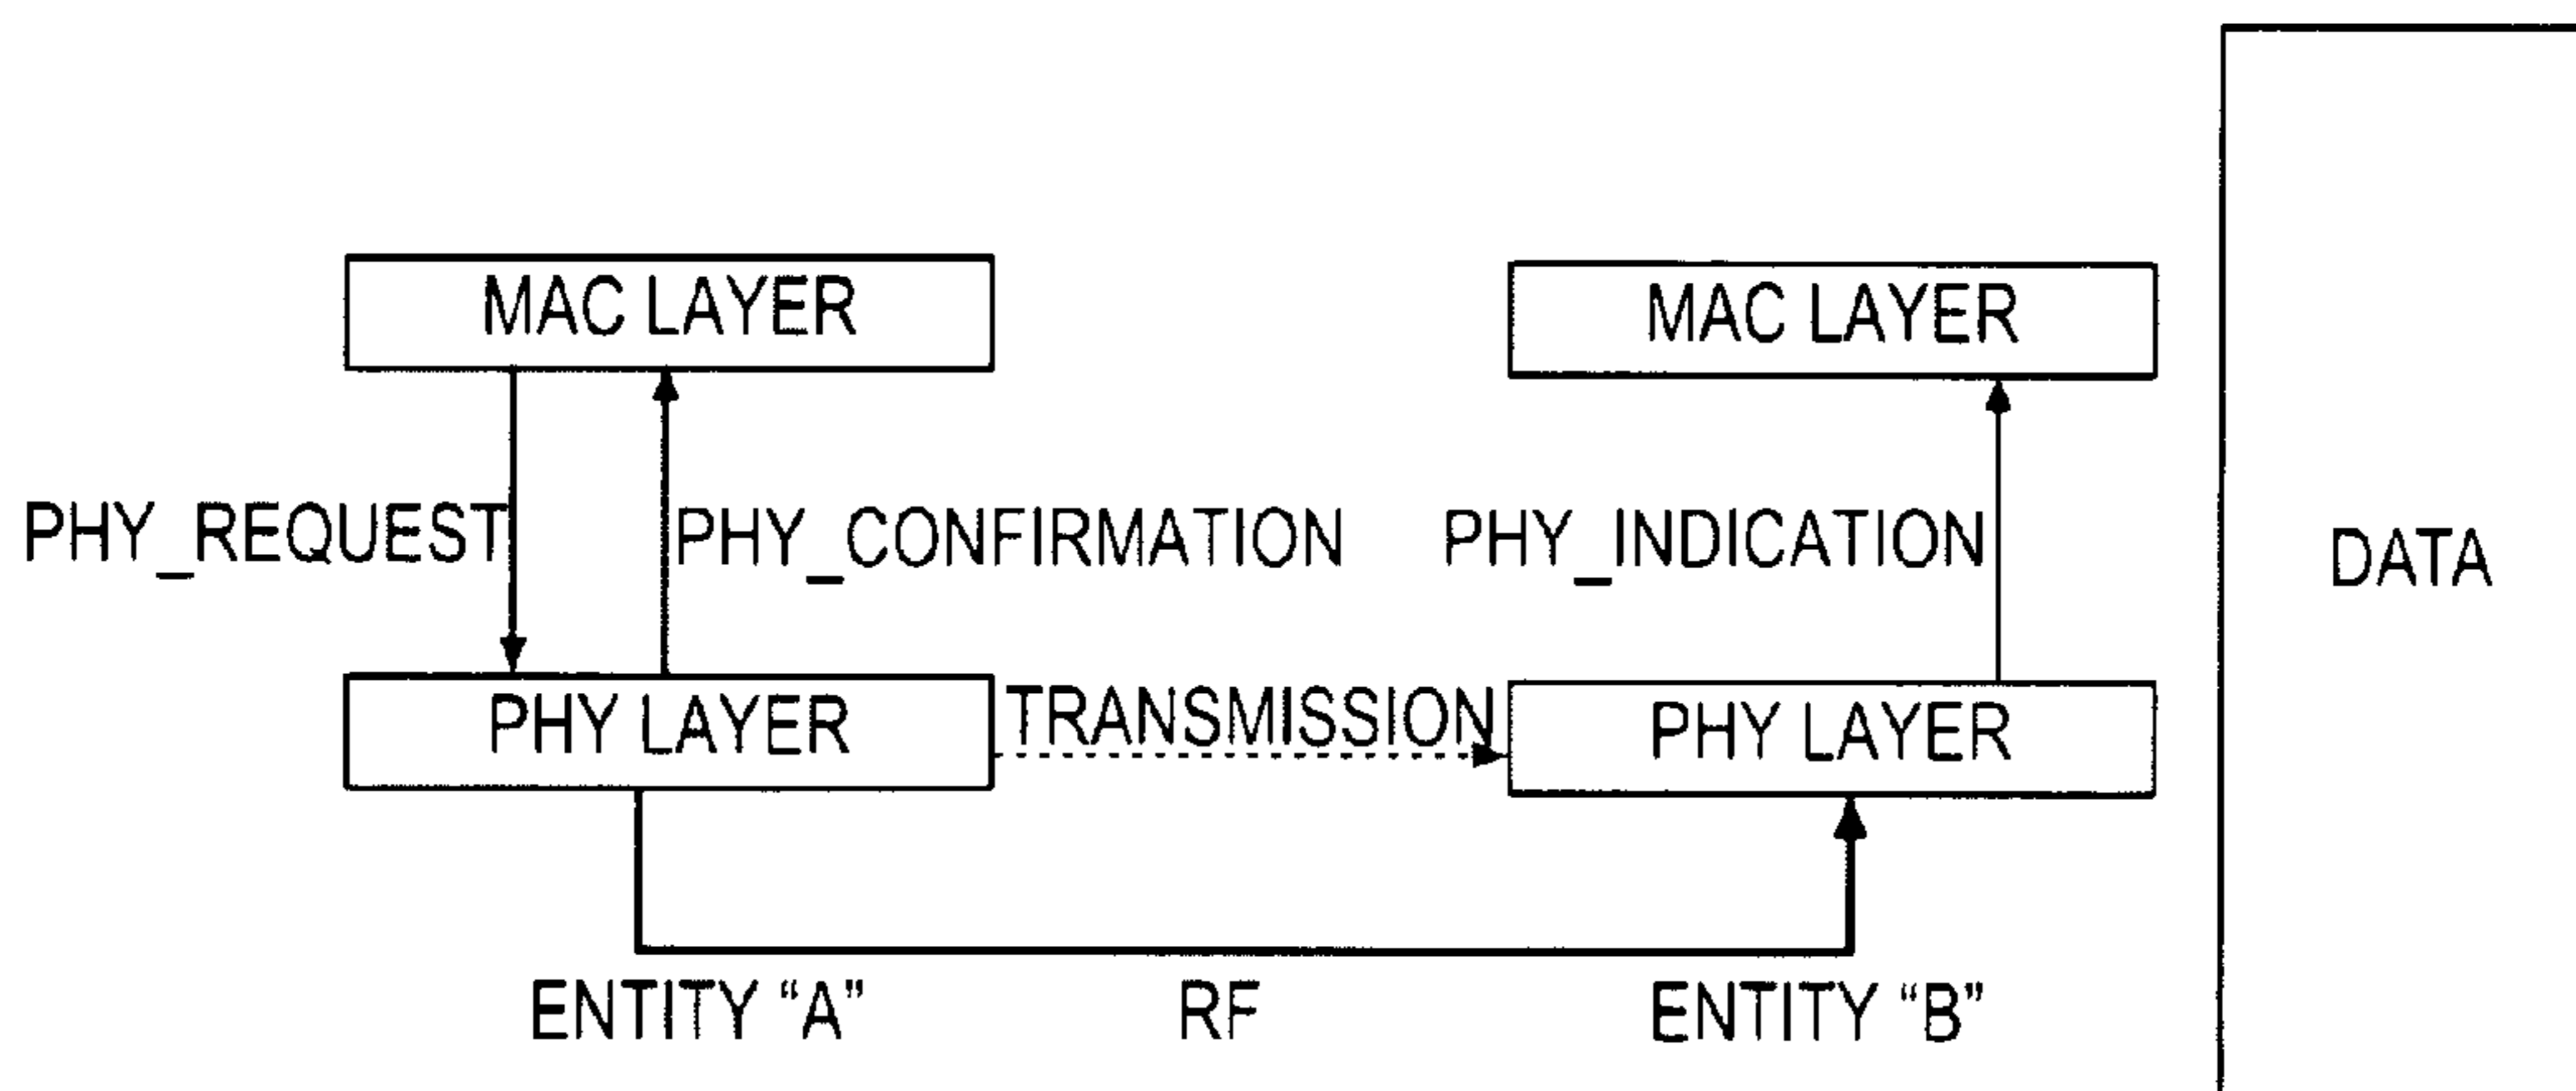 MAC LAYER
MAC LAYER
PHY_REQUEST
PHY_CONFIRMATION
PHY_INDICATION
DATA
PHY LAYER
TRANSMISSION
PHY LAYER
ENTITY “A”
RF
ENTITY “B”